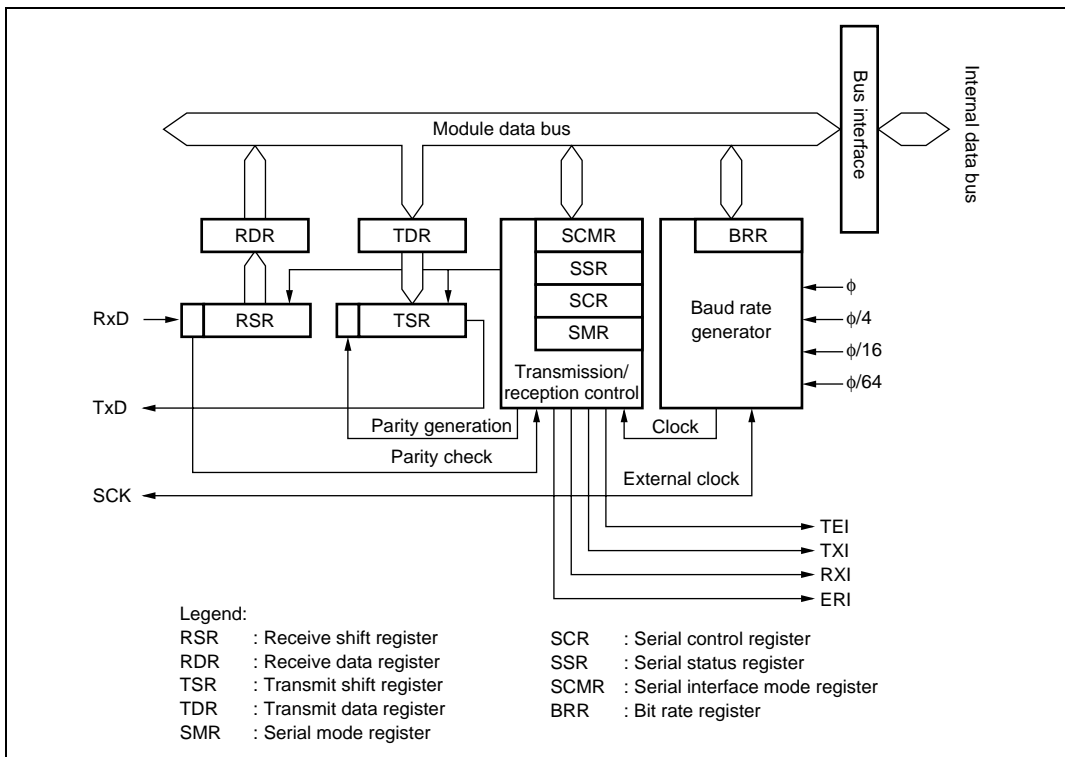 Bus interface
Internal data bus
Module data bus
RDR
TDR
SCMR
BRR
SSR
SCR
SMR
RSR
TSR
Baud rate
generator
φ
φ/4
φ/16
φ/64
RxD
TxD
SCK
Transmission/
reception control
Parity generation
Clock
Parity check
External clock
TEI
TXI
RXI
ERI
Legend:
RSR : Receive shift register
RDR : Receive data register
TSR : Transmit shift register
TDR : Transmit data register
SMR : Serial mode register
SCR : Serial control register
SSR : Serial status register
SCMR : Serial interface mode register
BRR : Bit rate register